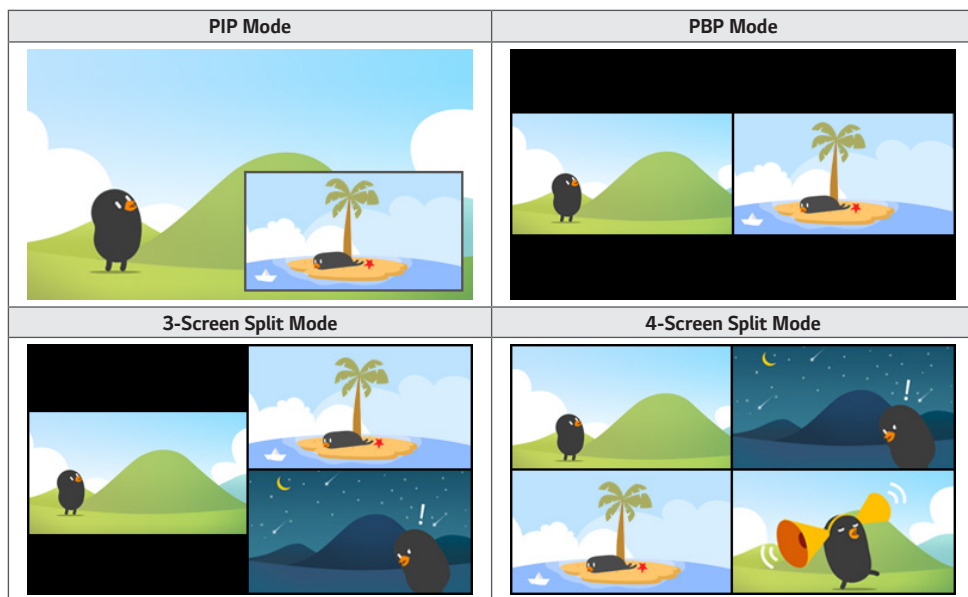 PIP Mode
PBP Mode
3-Screen Split Mode
4-Screen Split Mode